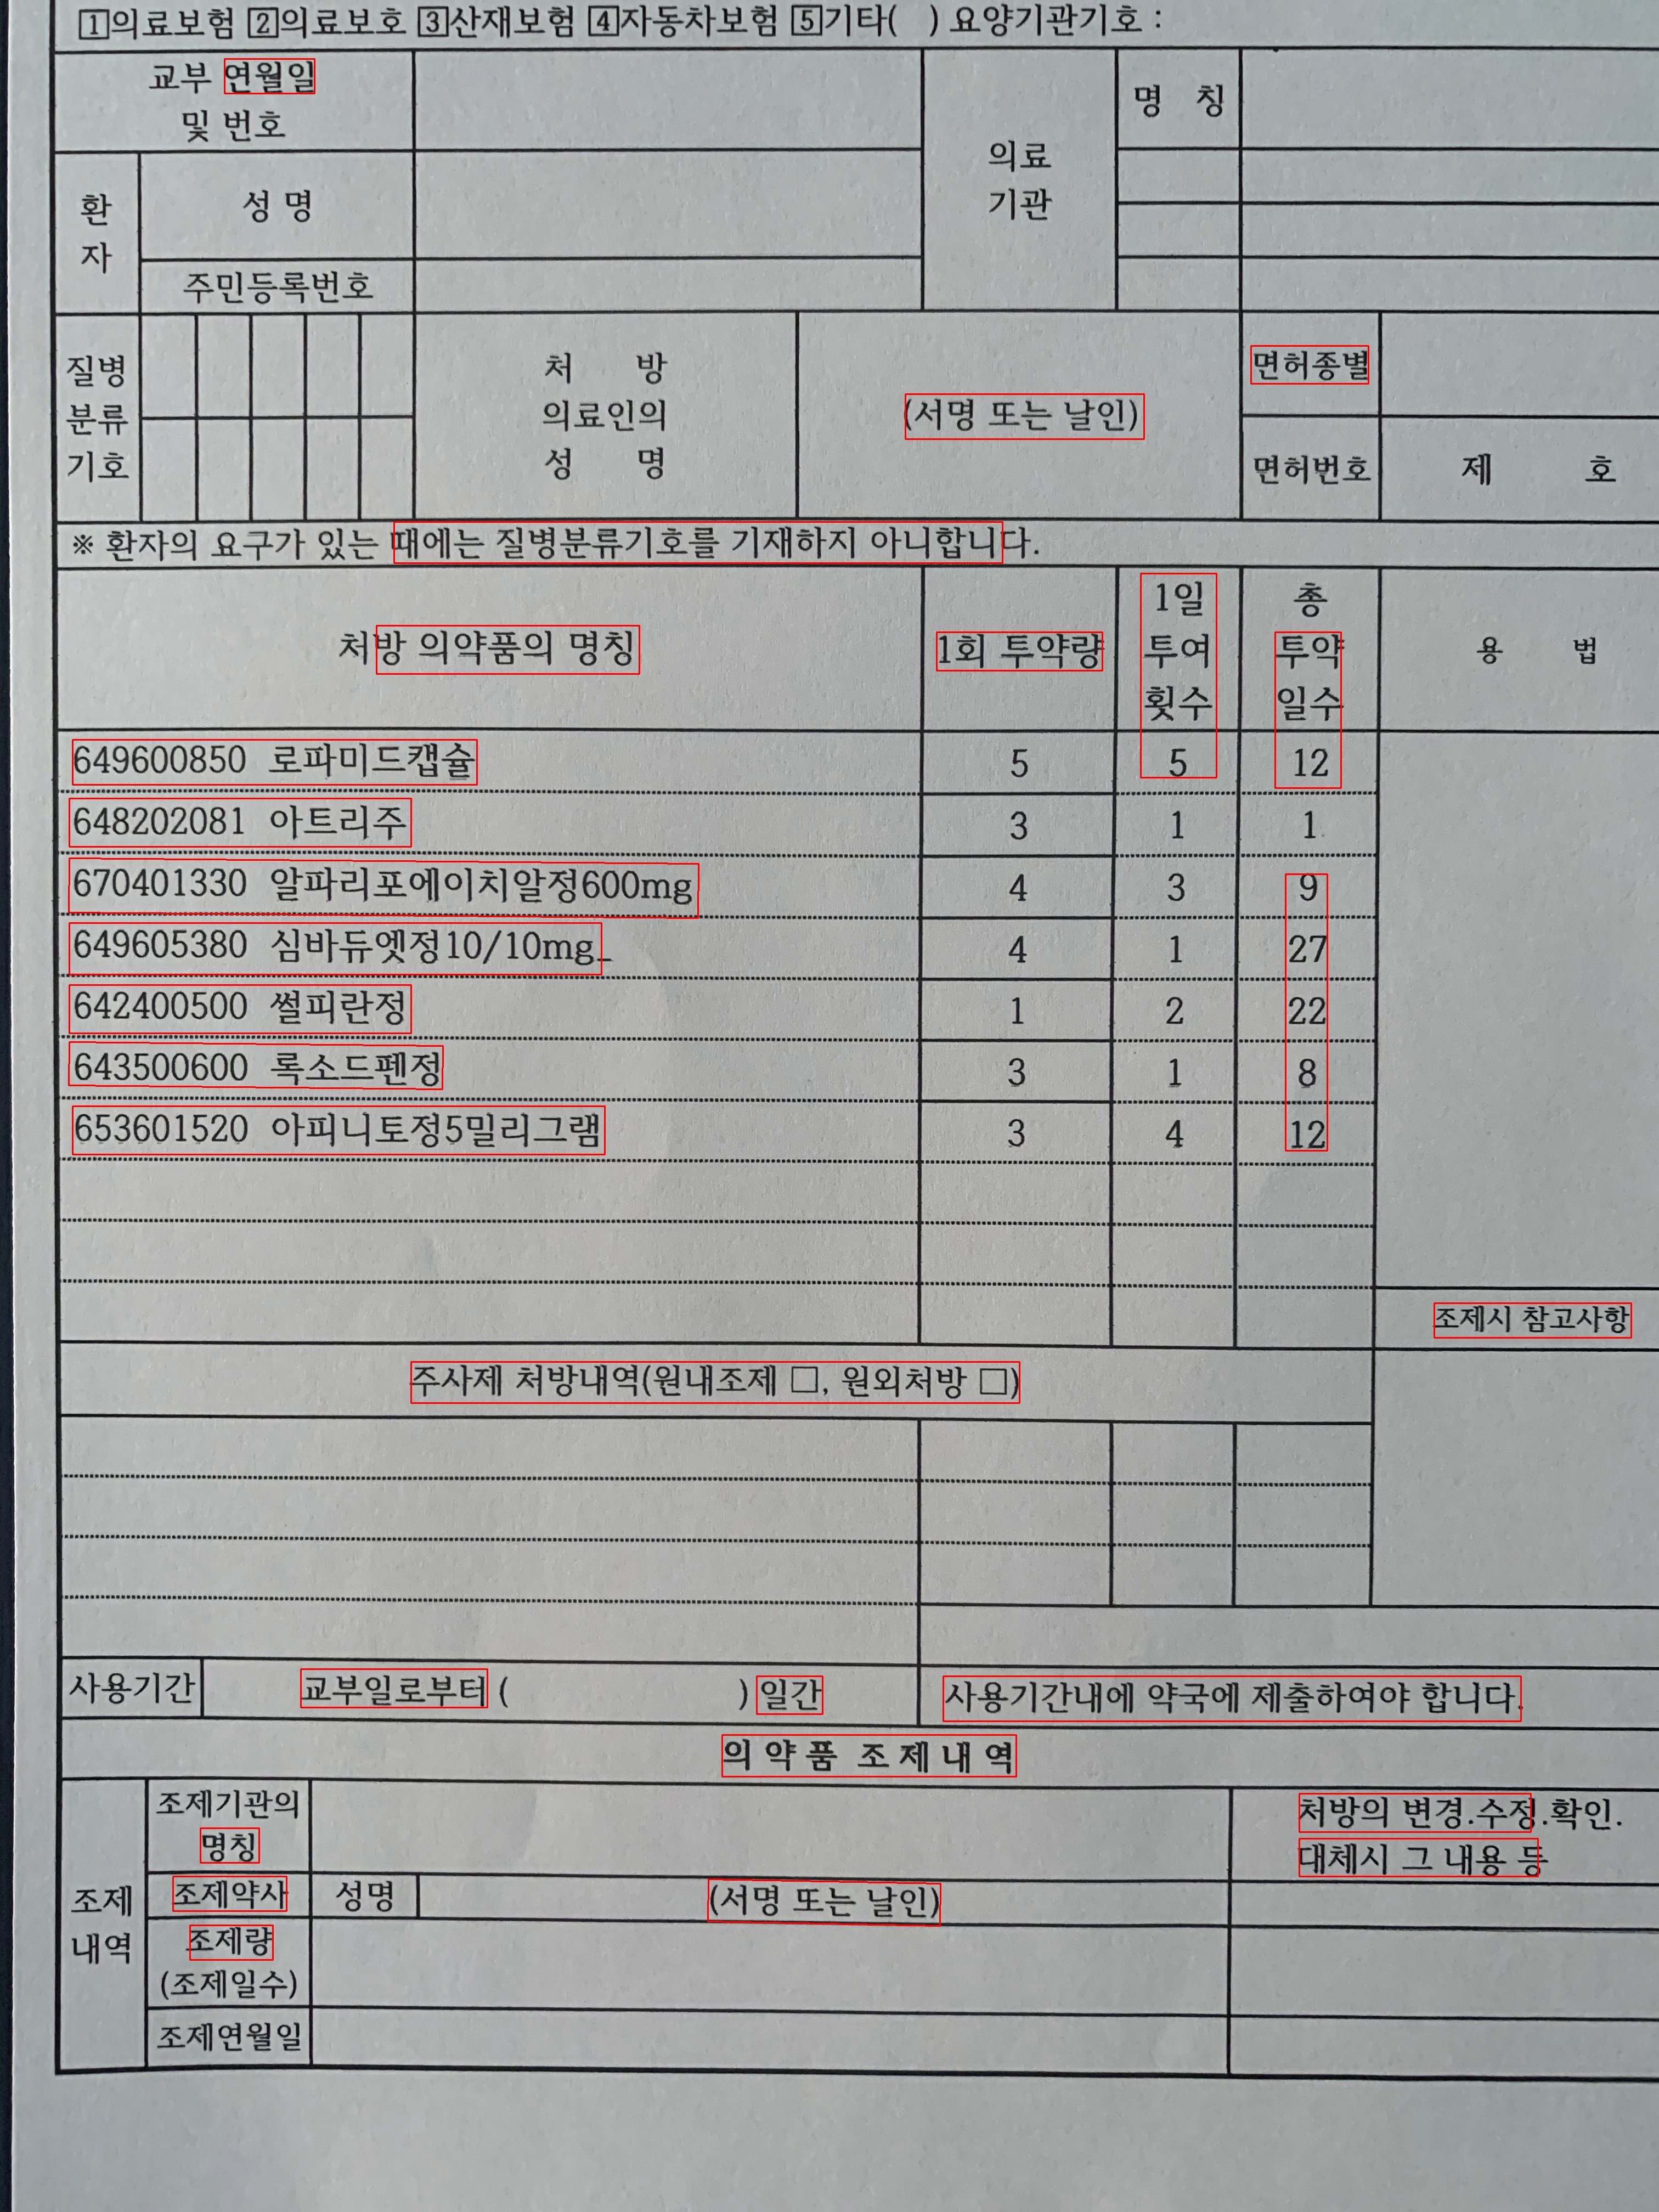 1의료보험 2의료보호 3산재보험 4자동차보험 5기타( ) 요양기관기호 :
교부 연월일
및 번호
의료
기관
명 칭
환
자
성 명
주민등록번호
질병
분류
기호
처 방
의료인의
성 명
(서명 또는 날인)
면허종별
면허번호
제 호
※ 환자의 요구가 있는 때에는 질병분류기호를 기재하지 아니합니다.
처방 의약품의 명칭
1회 투약량
1일
투여
횟수
총
투약
일수
용 법
649600850 로파미드캡슐 5 5 12
648202081 아트리주 3 1 1
670401330 알파리포에이치알정600mg 4 3 9
649605380 심바듀엣정10/10mg_ 4 1 27
642400500 썰피란정 1 2 22
643500600 록소드펜정 3 1 8
653601520 아피니토정5밀리그램 3 4 12
조제시 참고사항
주사제 처방내역(원내조제 □, 원외처방 □)
사용기간 교부일로부터 ( ) 일간 사용기간내에 약국에 제출하여야 합니다.
의 약 품 조 제 내 역
조제
내역
조제기관의
명칭
처방의 변경.수정.확인.
대체시 그 내용 등
조제약사 성명 (서명 또는 날인)
조제량
(조제일수)
조제연월일